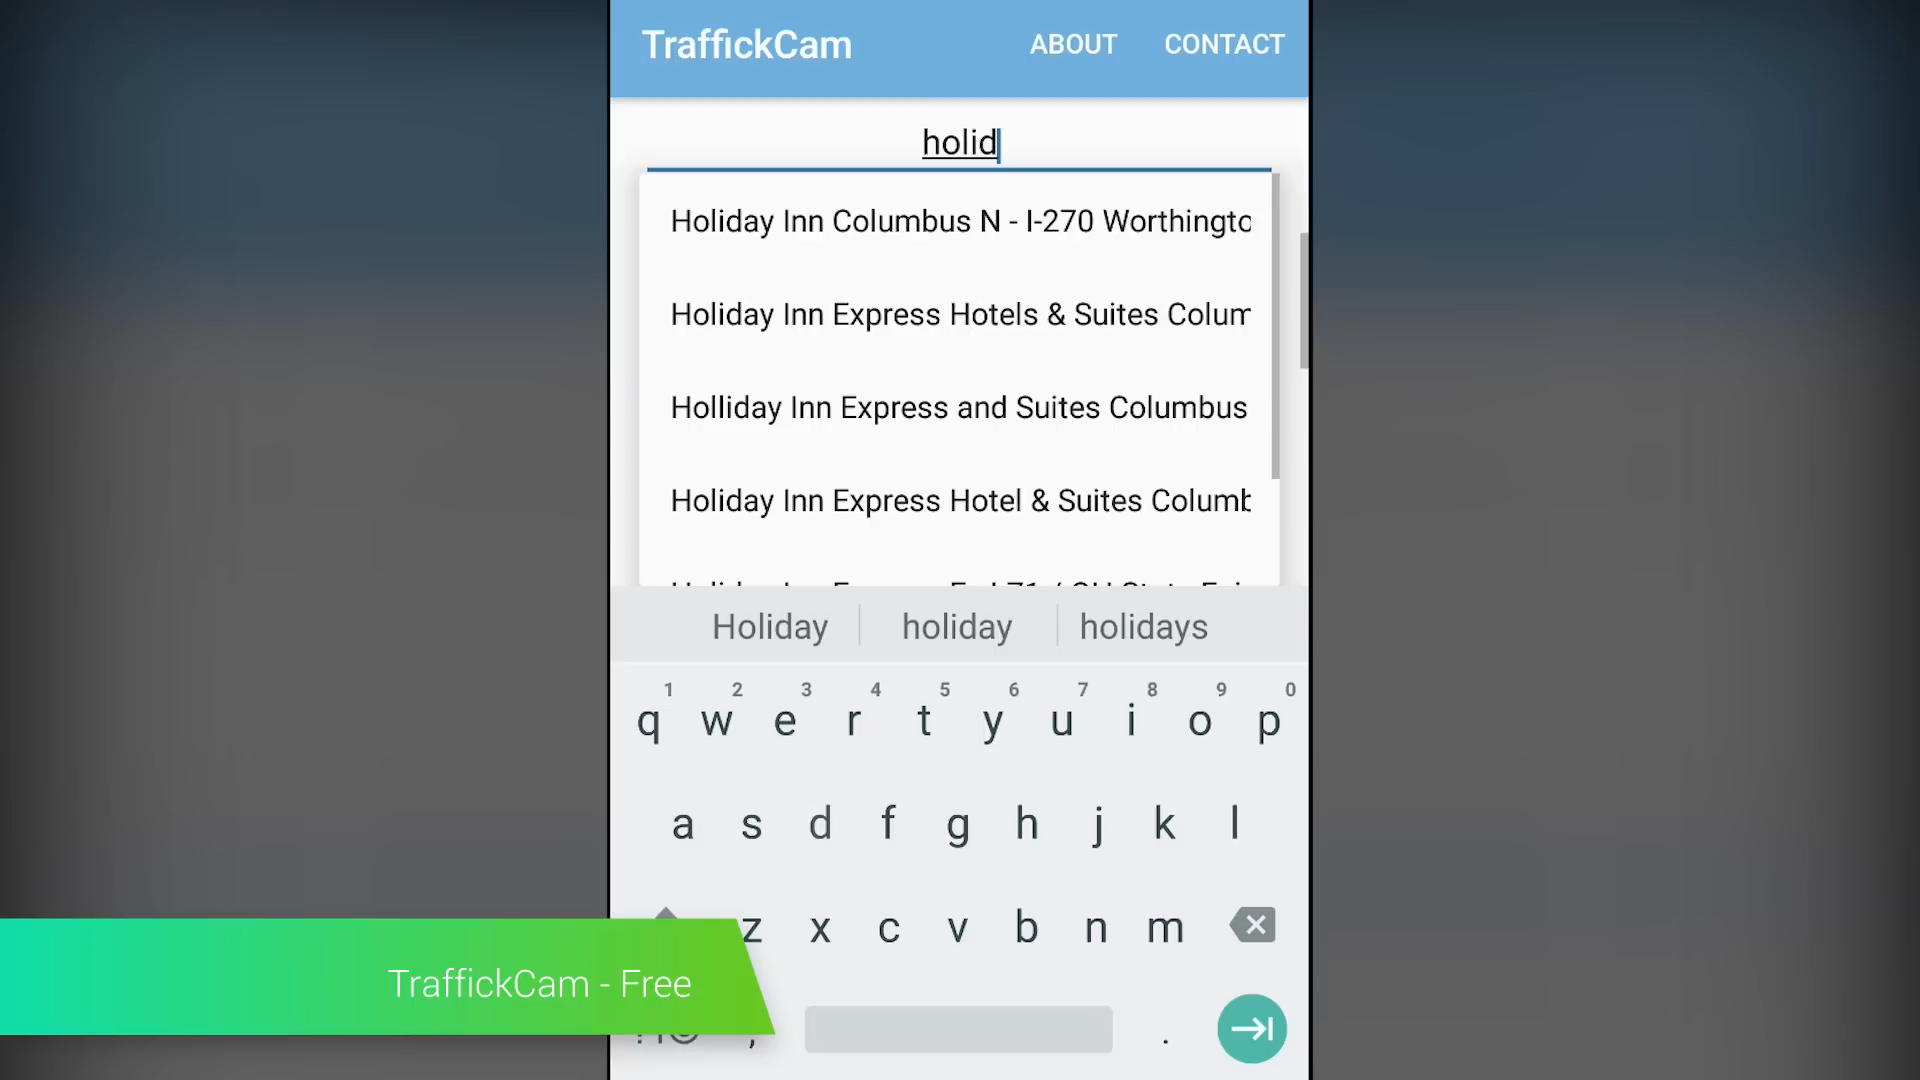 TraffickCam ABOUT CONTACT
holid
Holiday Inn Columbus N - I-270 Worthingto
Holiday Inn Express Hotels & Suites Colum
Holliday Inn Express and Suites Columbus
Holiday Inn Express Hotel & Suites Columb
Holiday holiday holidays
1 2 3 4 5 6 7 8 9 0
q w e r t y u i o p
a s d f g h j k l
z x c v b n m
TraffickCam - Free
, .